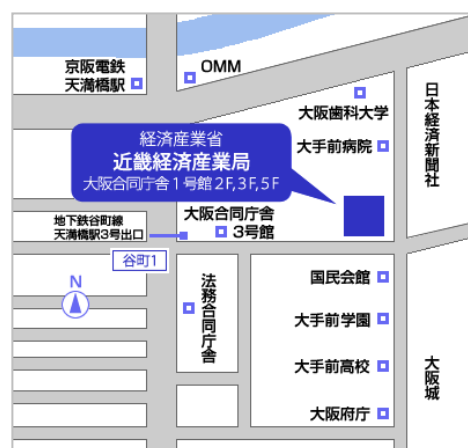 京阪電鉄
天満橋駅
OMM
大阪歯科大学
大手前病院
日本経済新聞社
経済産業省
近畿経済産業局
大阪合同庁舎1号館2F,3F,5F
地下鉄谷町線
天満橋駅3号出口
大阪合同庁舎
3号館
谷町1
N
法務合同庁舎
国民会館
大手前学園
大手前高校
大阪府庁
大阪城